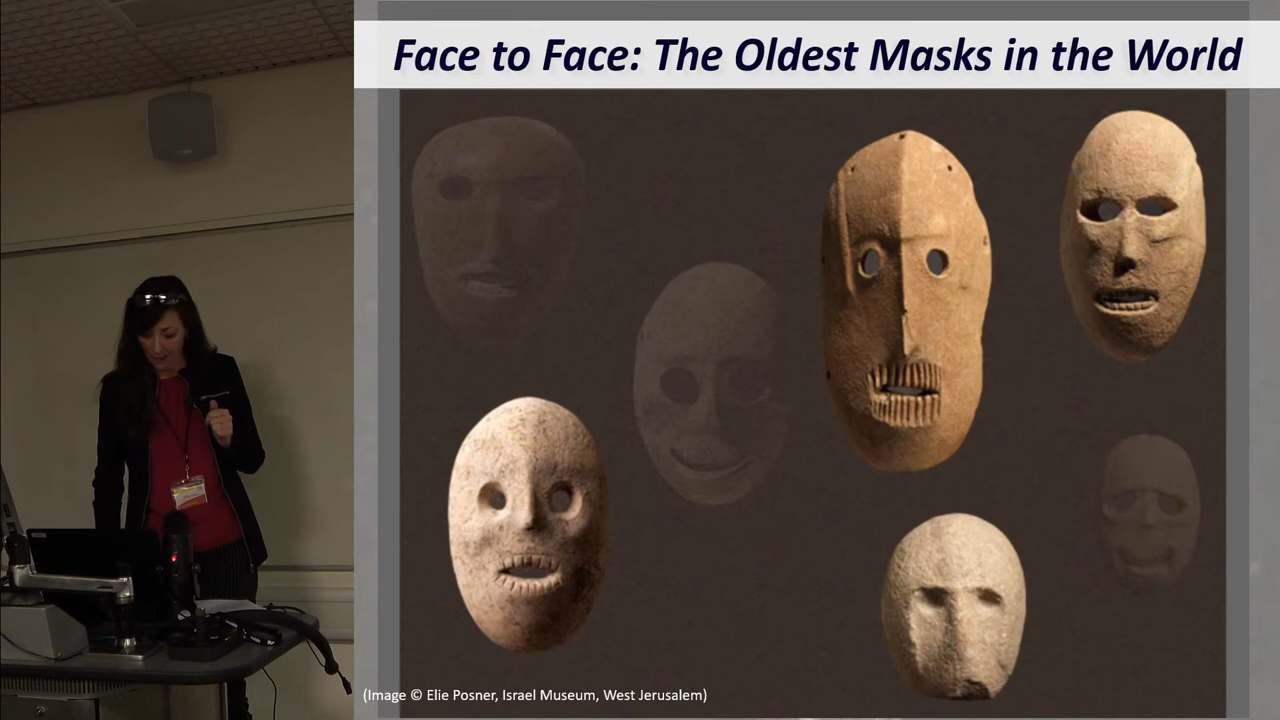 Face to Face: The Oldest Masks in the World
(Image © Elie Posner, Israel Museum, West Jerusalem)